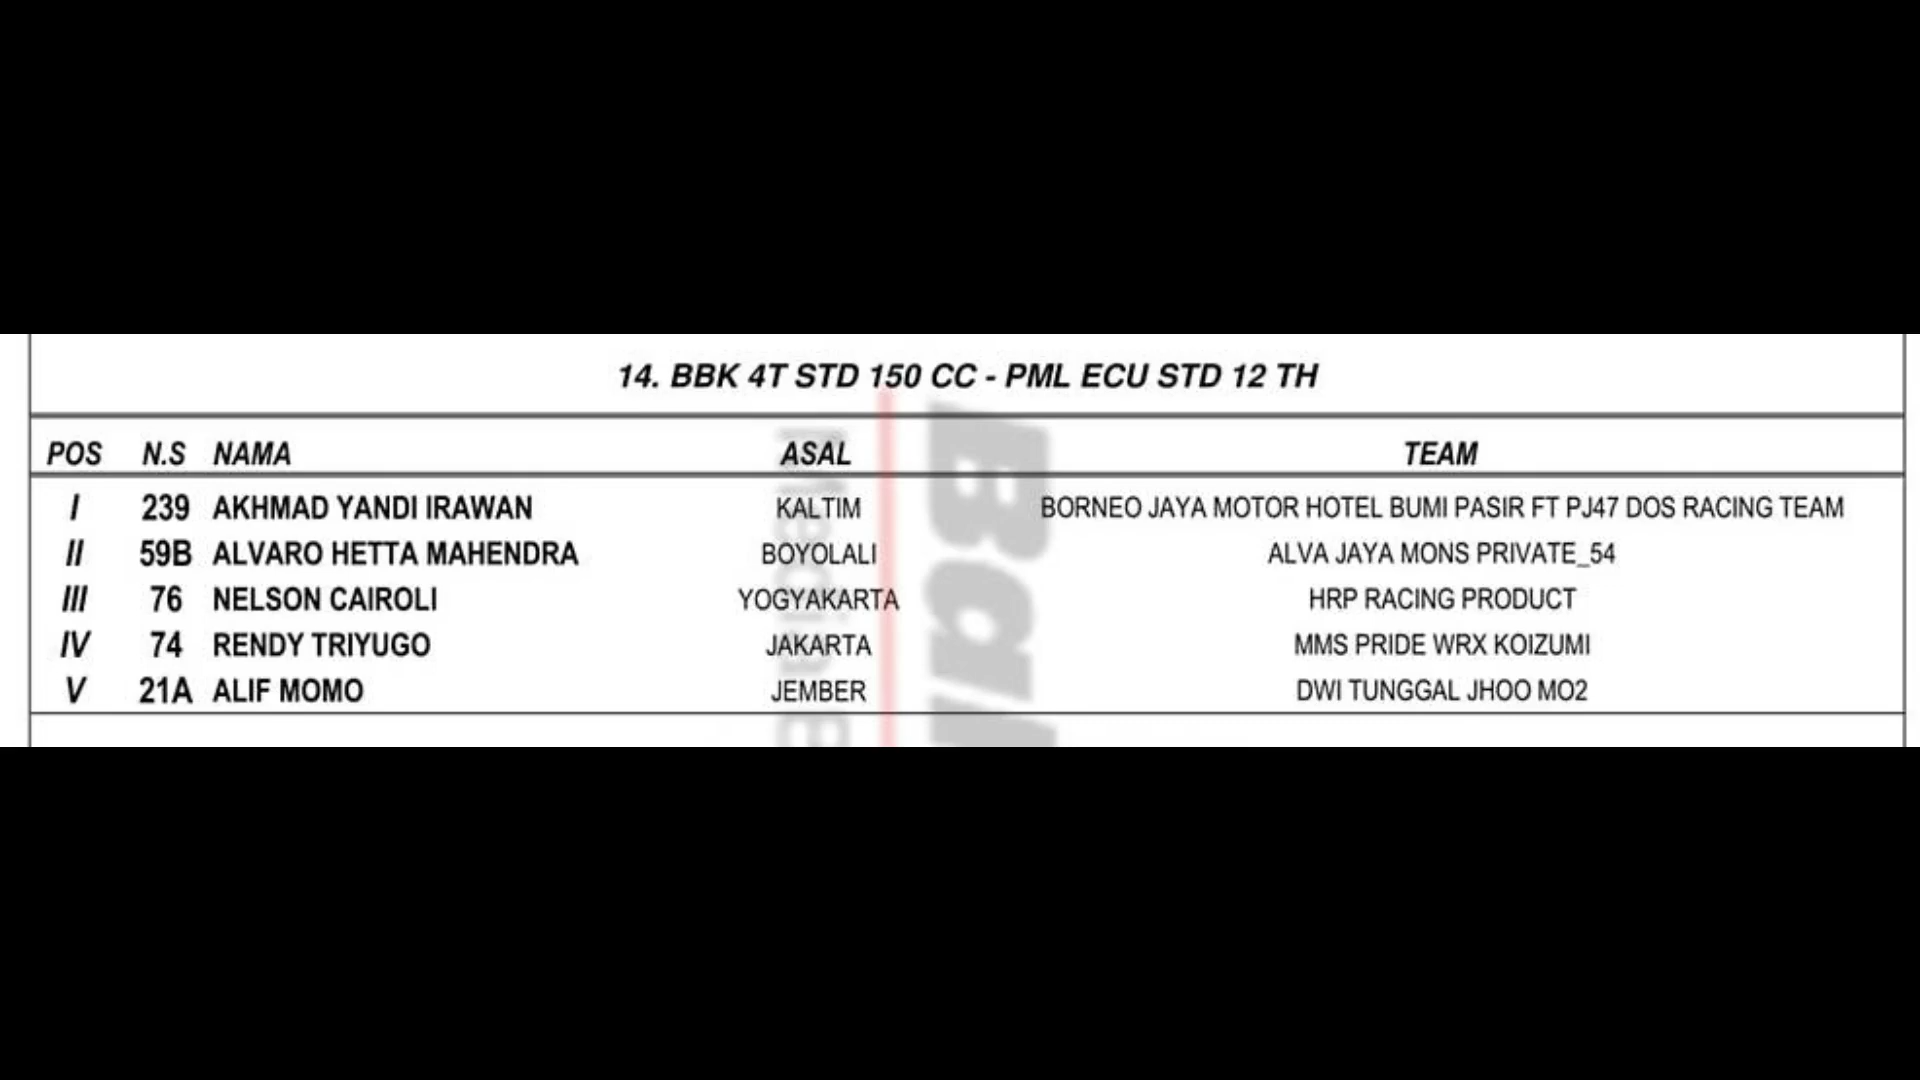 14. BBK 4T STD 150 CC - PML ECU STD 12 TH
POS N.S NAMA ASAL TEAM
I 239 AKHMAD YANDI IRAWAN KALTIM BORNEO JAYA MOTOR HOTEL BUMI PASIR FT PJ47 DOS RACING TEAM
II 59B ALVARO HETTA MAHENDRA BOYOLALI ALVA JAYA MONS PRIVATE_54
III 76 NELSON CAIROLI YOGYAKARTA HRP RACING PRODUCT
IV 74 RENDY TRIYUGO JAKARTA MMS PRIDE WRX KOIZUMI
V 21A ALIF MOMO JEMBER DWI TUNGGAL JHOO MO2